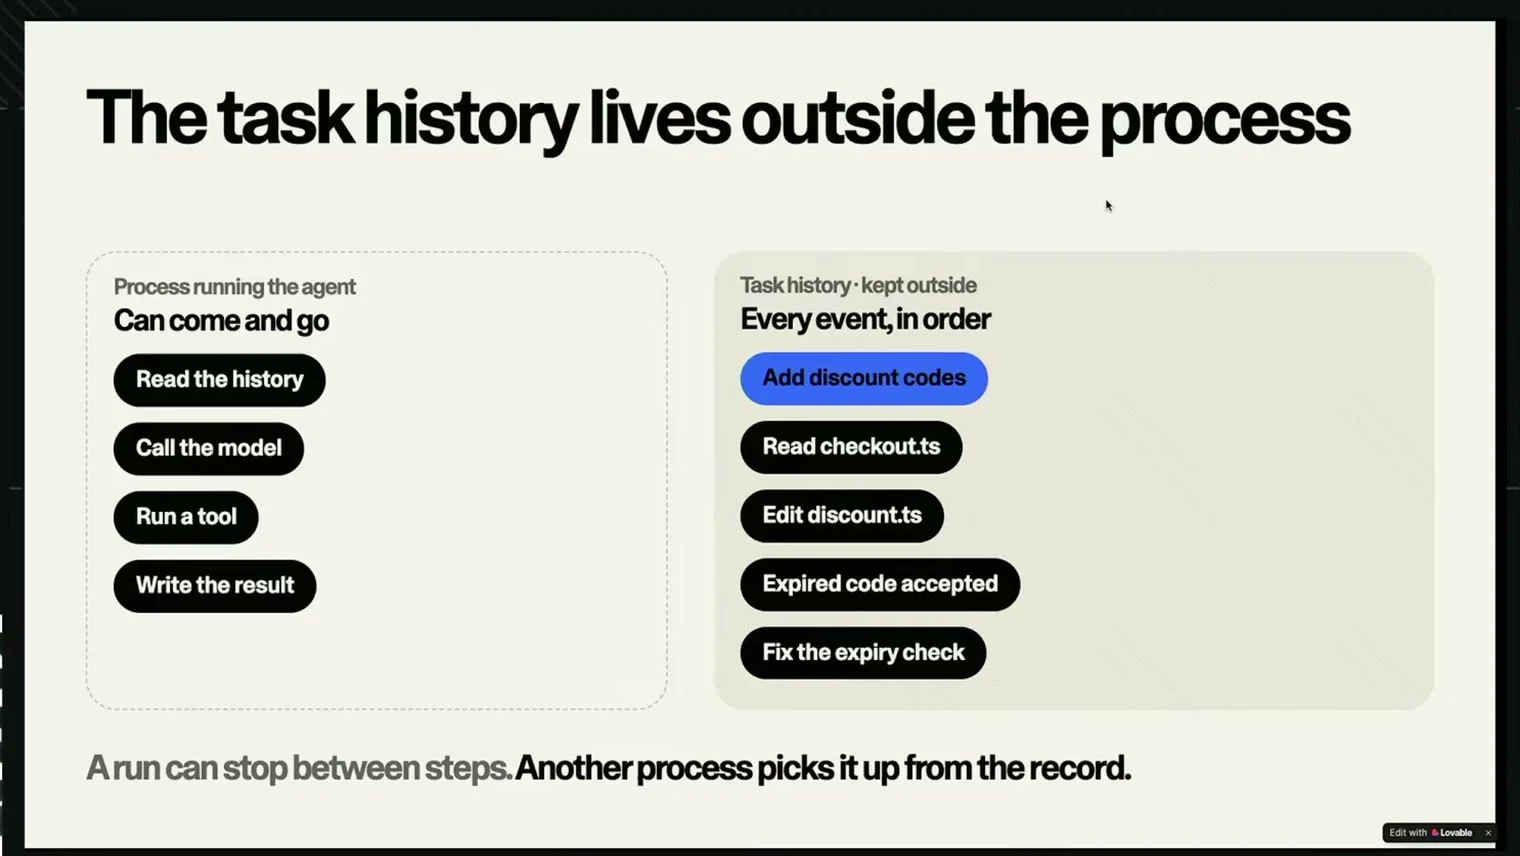 The task history lives outside the process
Process running the agent
Can come and go
Read the history
Call the model
Run a tool
Write the result
Task history · kept outside
Every event, in order
Add discount codes
Read checkout.ts
Edit discount.ts
Expired code accepted
Fix the expiry check
A run can stop between steps. Another process picks it up from the record.
Edit with Lovable ×